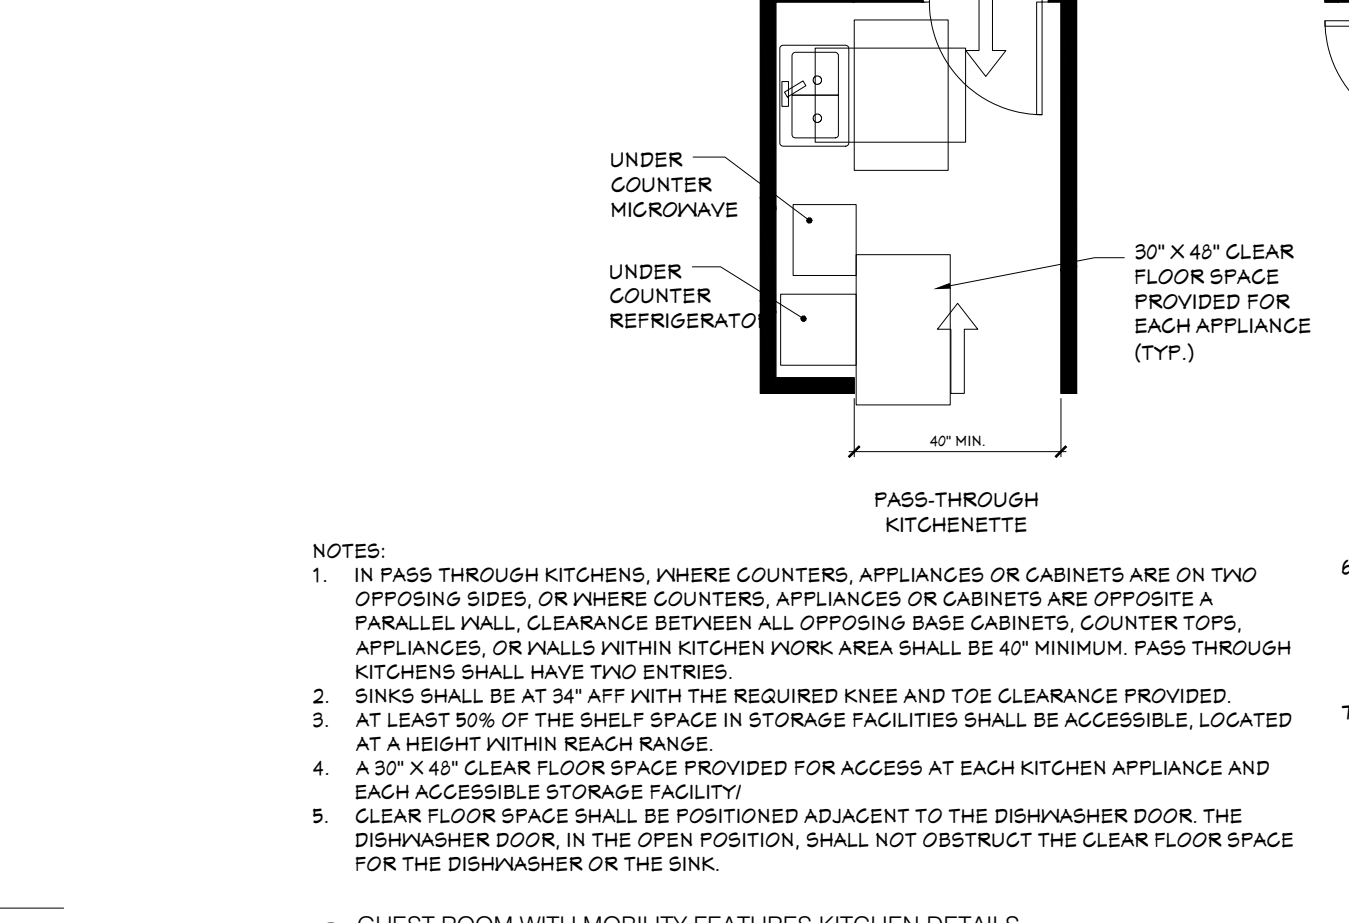 UNDER
COUNTER
MICROWAVE
UNDER
COUNTER
REFRIGERATO
30" X 48" CLEAR
FLOOR SPACE
PROVIDED FOR
EACH APPLIANCE
(TYP.)
40" MIN.
PASS-THROUGH
KITCHENETTE
NOTES:
1. IN PASS THROUGH KITCHENS, WHERE COUNTERS, APPLIANCES OR CABINETS ARE ON TWO
OPPOSING SIDES, OR WHERE COUNTERS, APPLIANCES OR CABINETS ARE OPPOSITE A
PARALLEL WALL, CLEARANCE BETWEEN ALL OPPOSING BASE CABINETS, COUNTER TOPS,
APPLIANCES, OR WALLS WITHIN KITCHEN WORK AREA SHALL BE 40" MINIMUM. PASS THROUGH
KITCHENS SHALL HAVE TWO ENTRIES.
2. SINKS SHALL BE AT 34" AFF WITH THE REQUIRED KNEE AND TOE CLEARANCE PROVIDED.
3. AT LEAST 50% OF THE SHELF SPACE IN STORAGE FACILITIES SHALL BE ACCESSIBLE, LOCATED
AT A HEIGHT WITHIN REACH RANGE.
4. A 30" X 48" CLEAR FLOOR SPACE PROVIDED FOR ACCESS AT EACH KITCHEN APPLIANCE AND
EACH ACCESSIBLE STORAGE FACILITY/
5. CLEAR FLOOR SPACE SHALL BE POSITIONED ADJACENT TO THE DISHWASHER DOOR. THE
DISHWASHER DOOR, IN THE OPEN POSITION, SHALL NOT OBSTRUCT THE CLEAR FLOOR SPACE
FOR THE DISHWASHER OR THE SINK.
GUEST ROOM WITH MOBILITY FEATURES KITCHEN DETAILS